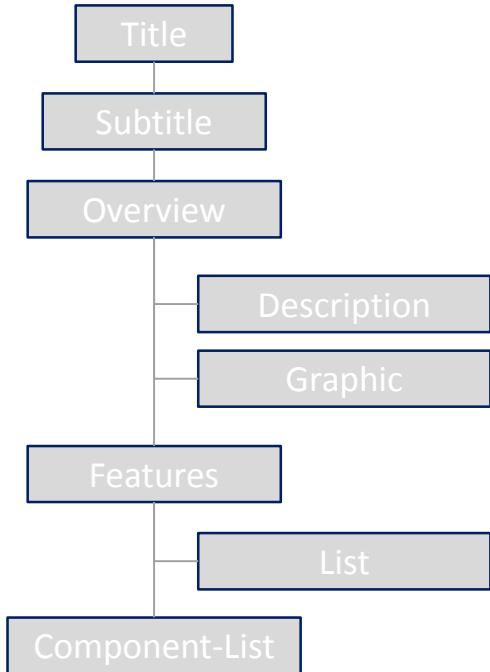 Title
Subtitle
Overview
Description
Graphic
Features
List
Component-List